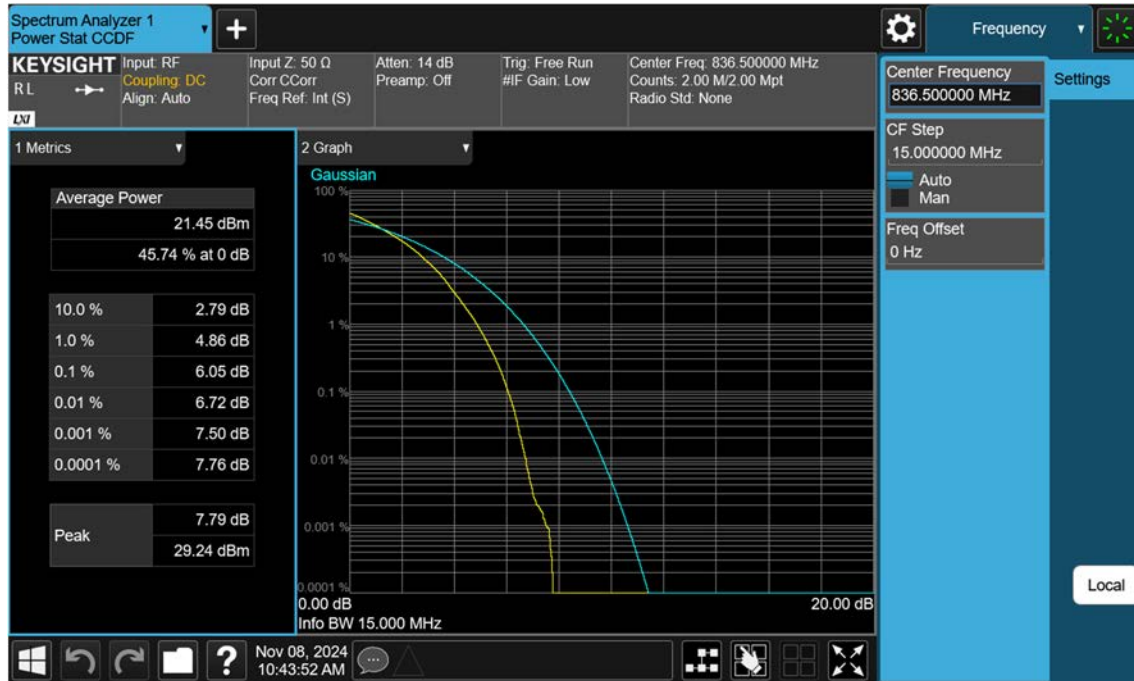 Spectrum Analyzer 1
Power Stat CCDF
+
Frequency
KEYSIGHT
RL
LXI
Input: RF
Coupling: DC
Align: Auto
Input Z: 50 Ω
Corr CCorr
Freq Ref: Int (S)
Atten: 14 dB
Preamp: Off
Trig: Free Run
#IF Gain: Low
Center Freq: 836.500000 MHz
Counts: 2.00 M/2.00 Mpt
Radio Std: None
Center Frequency
836.500000 MHz
Settings
CF Step
15.000000 MHz
Auto
Man
Freq Offset
0 Hz
Local
1 Metrics
Average Power
21.45 dBm
45.74 % at 0 dB
10.0 % 2.79 dB
1.0 % 4.86 dB
0.1 % 6.05 dB
0.01 % 6.72 dB
0.001 % 7.50 dB
0.0001 % 7.76 dB
Peak
7.79 dB
29.24 dBm
2 Graph
Gaussian
100 %
10 %
1 %
0.1 %
0.01 %
0.001 %
0.0001 %
0.00 dB 20.00 dB
Info BW 15.000 MHz
?
Nov 08, 2024
10:43:52 AM